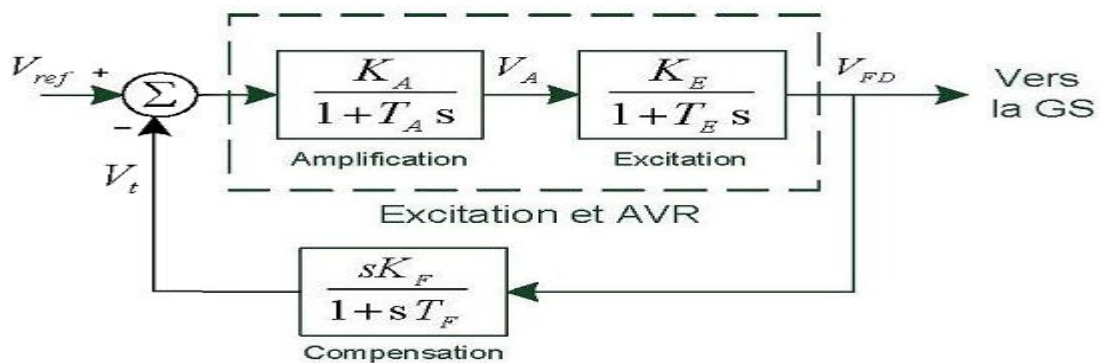 V_ref + Σ − K_A / 1 + T_A s V_A K_E / 1 + T_E s V_FD Vers
la GS
Amplification Excitation
V_t
Excitation et AVR
sK_F / 1 + s T_F
Compensation